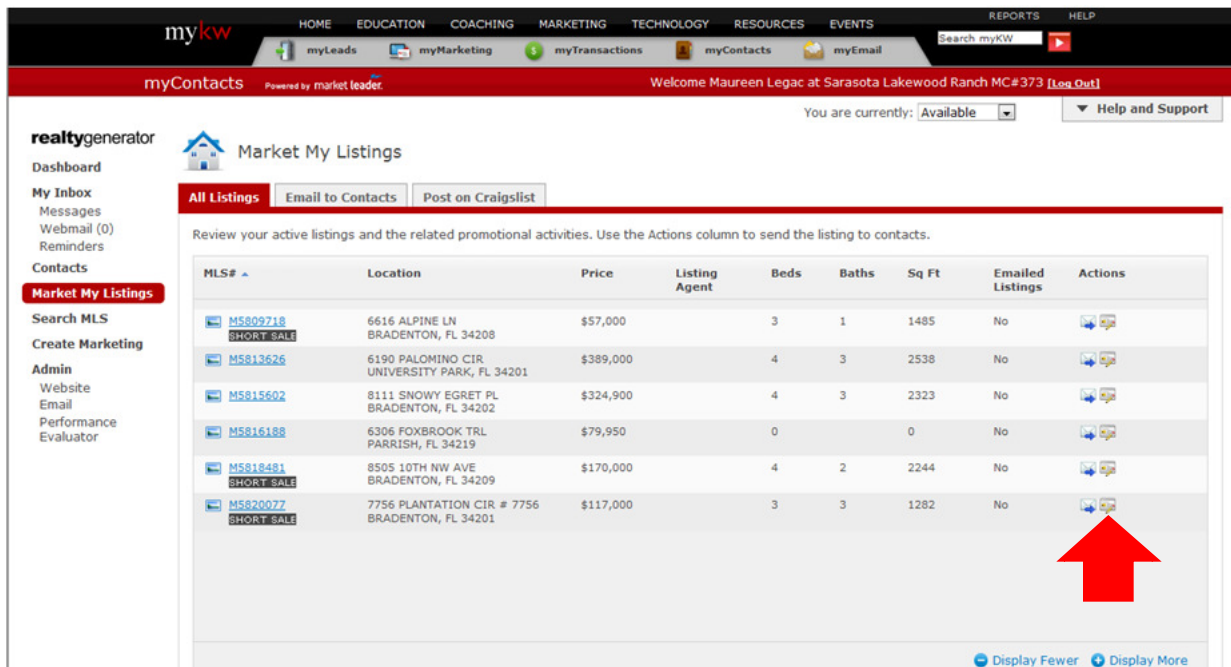 REPORTS HELP
mykw HOME EDUCATION COACHING MARKETING TECHNOLOGY RESOURCES EVENTS
Search myKW
myLeads myMarketing myTransactions myContacts myEmail
myContacts Powered by market leader. Welcome Maureen Legac at Sarasota Lakewood Ranch MC#373 [Log Out]
You are currently: Available Help and Support
realtygenerator
Market My Listings
Dashboard
My Inbox
Messages
Webmail (0)
Reminders
Contacts
Market My Listings
Search MLS
Create Marketing
Admin
Website
Email
Performance
Evaluator
All Listings Email to Contacts Post on Craigslist
Review your active listings and the related promotional activities. Use the Actions column to send the listing to contacts.
MLS# Location Price Listing Agent Beds Baths Sq Ft Emailed Listings Actions
M5809718 6616 ALPINE LN $57,000 3 1 1485 No
SHORT SALE BRADENTON, FL 34208
M5813626 6190 PALOMINO CIR $389,000 4 3 2538 No
UNIVERSITY PARK, FL 34201
M5815602 8111 SNOWY EGRET PL $324,900 4 3 2323 No
BRADENTON, FL 34202
M5816188 6306 FOXBROOK TRL $79,950 0 0 No
PARRISH, FL 34219
M5818481 8505 10TH NW AVE $170,000 4 2 2244 No
SHORT SALE BRADENTON, FL 34209
M5820077 7756 PLANTATION CIR # 7756 $117,000 3 3 1282 No
SHORT SALE BRADENTON, FL 34201
Display Fewer Display More